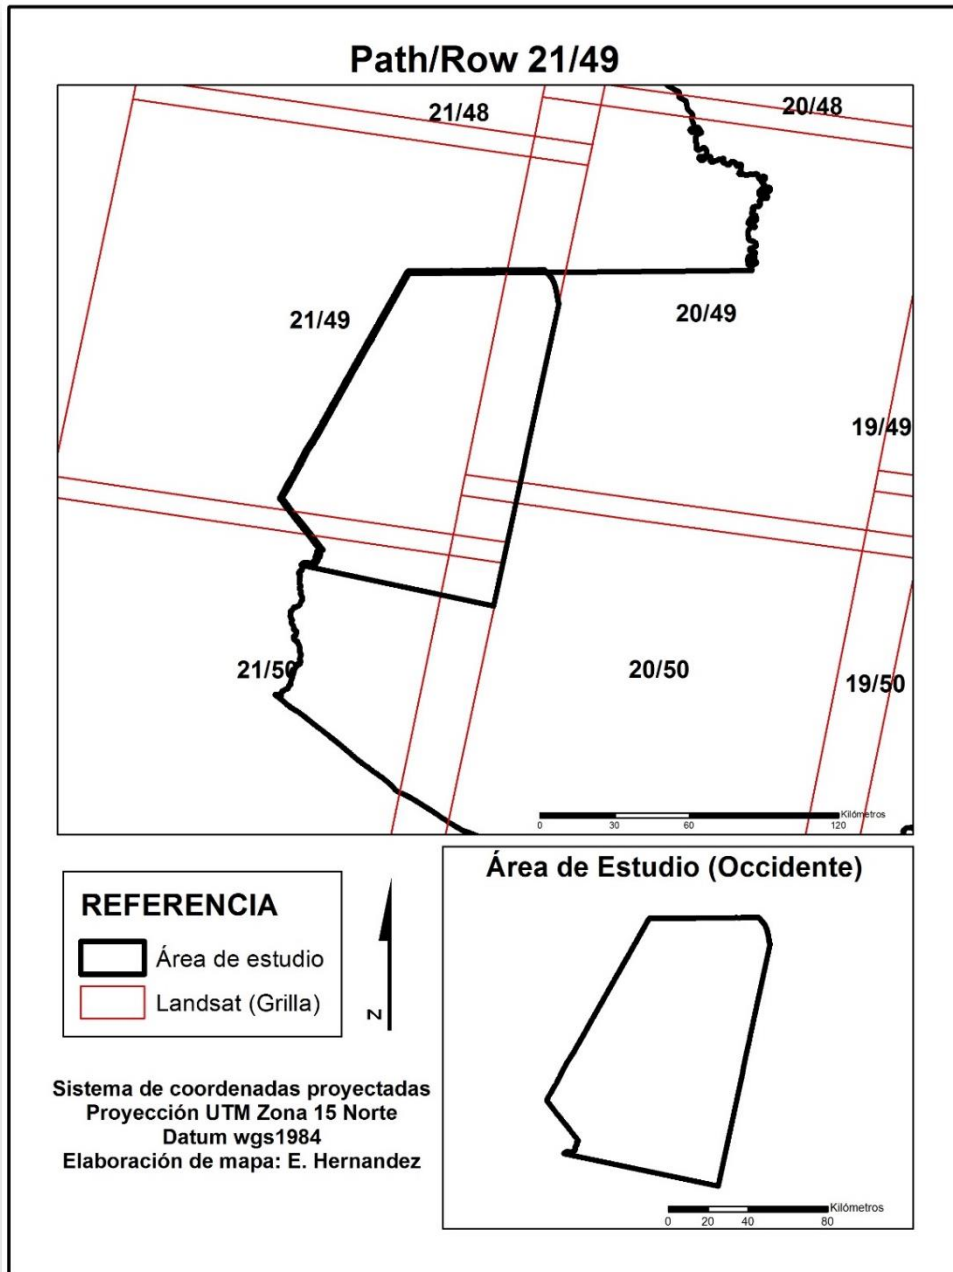 Path/Row 21/49
21/48
20/48
21/49
20/49
19/49
21/50
20/50
19/50
Kilómetros
0 30 60 120
REFERENCIA
Área de estudio
Landsat (Grilla)
N
Sistema de coordenadas proyectadas
Proyección UTM Zona 15 Norte
Datum wgs1984
Elaboración de mapa: E. Hernandez
Área de Estudio (Occidente)
Kilómetros
0 20 40 80